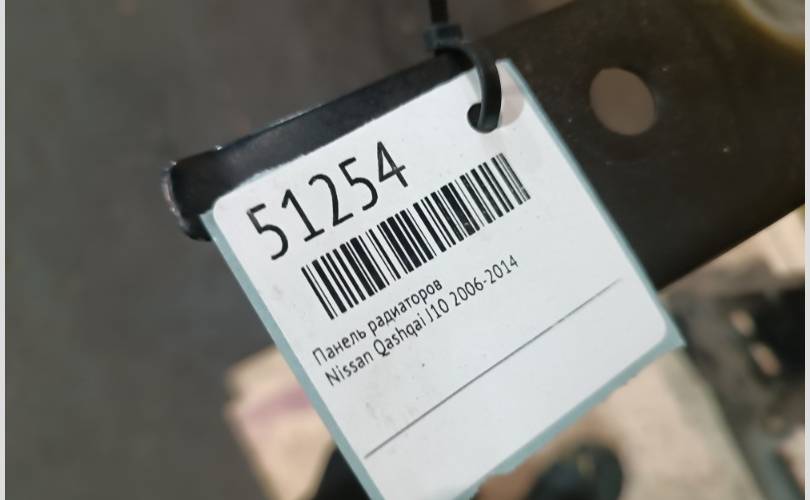 51254
Панель радиаторов
Nissan Qashqai J10 2006-2014